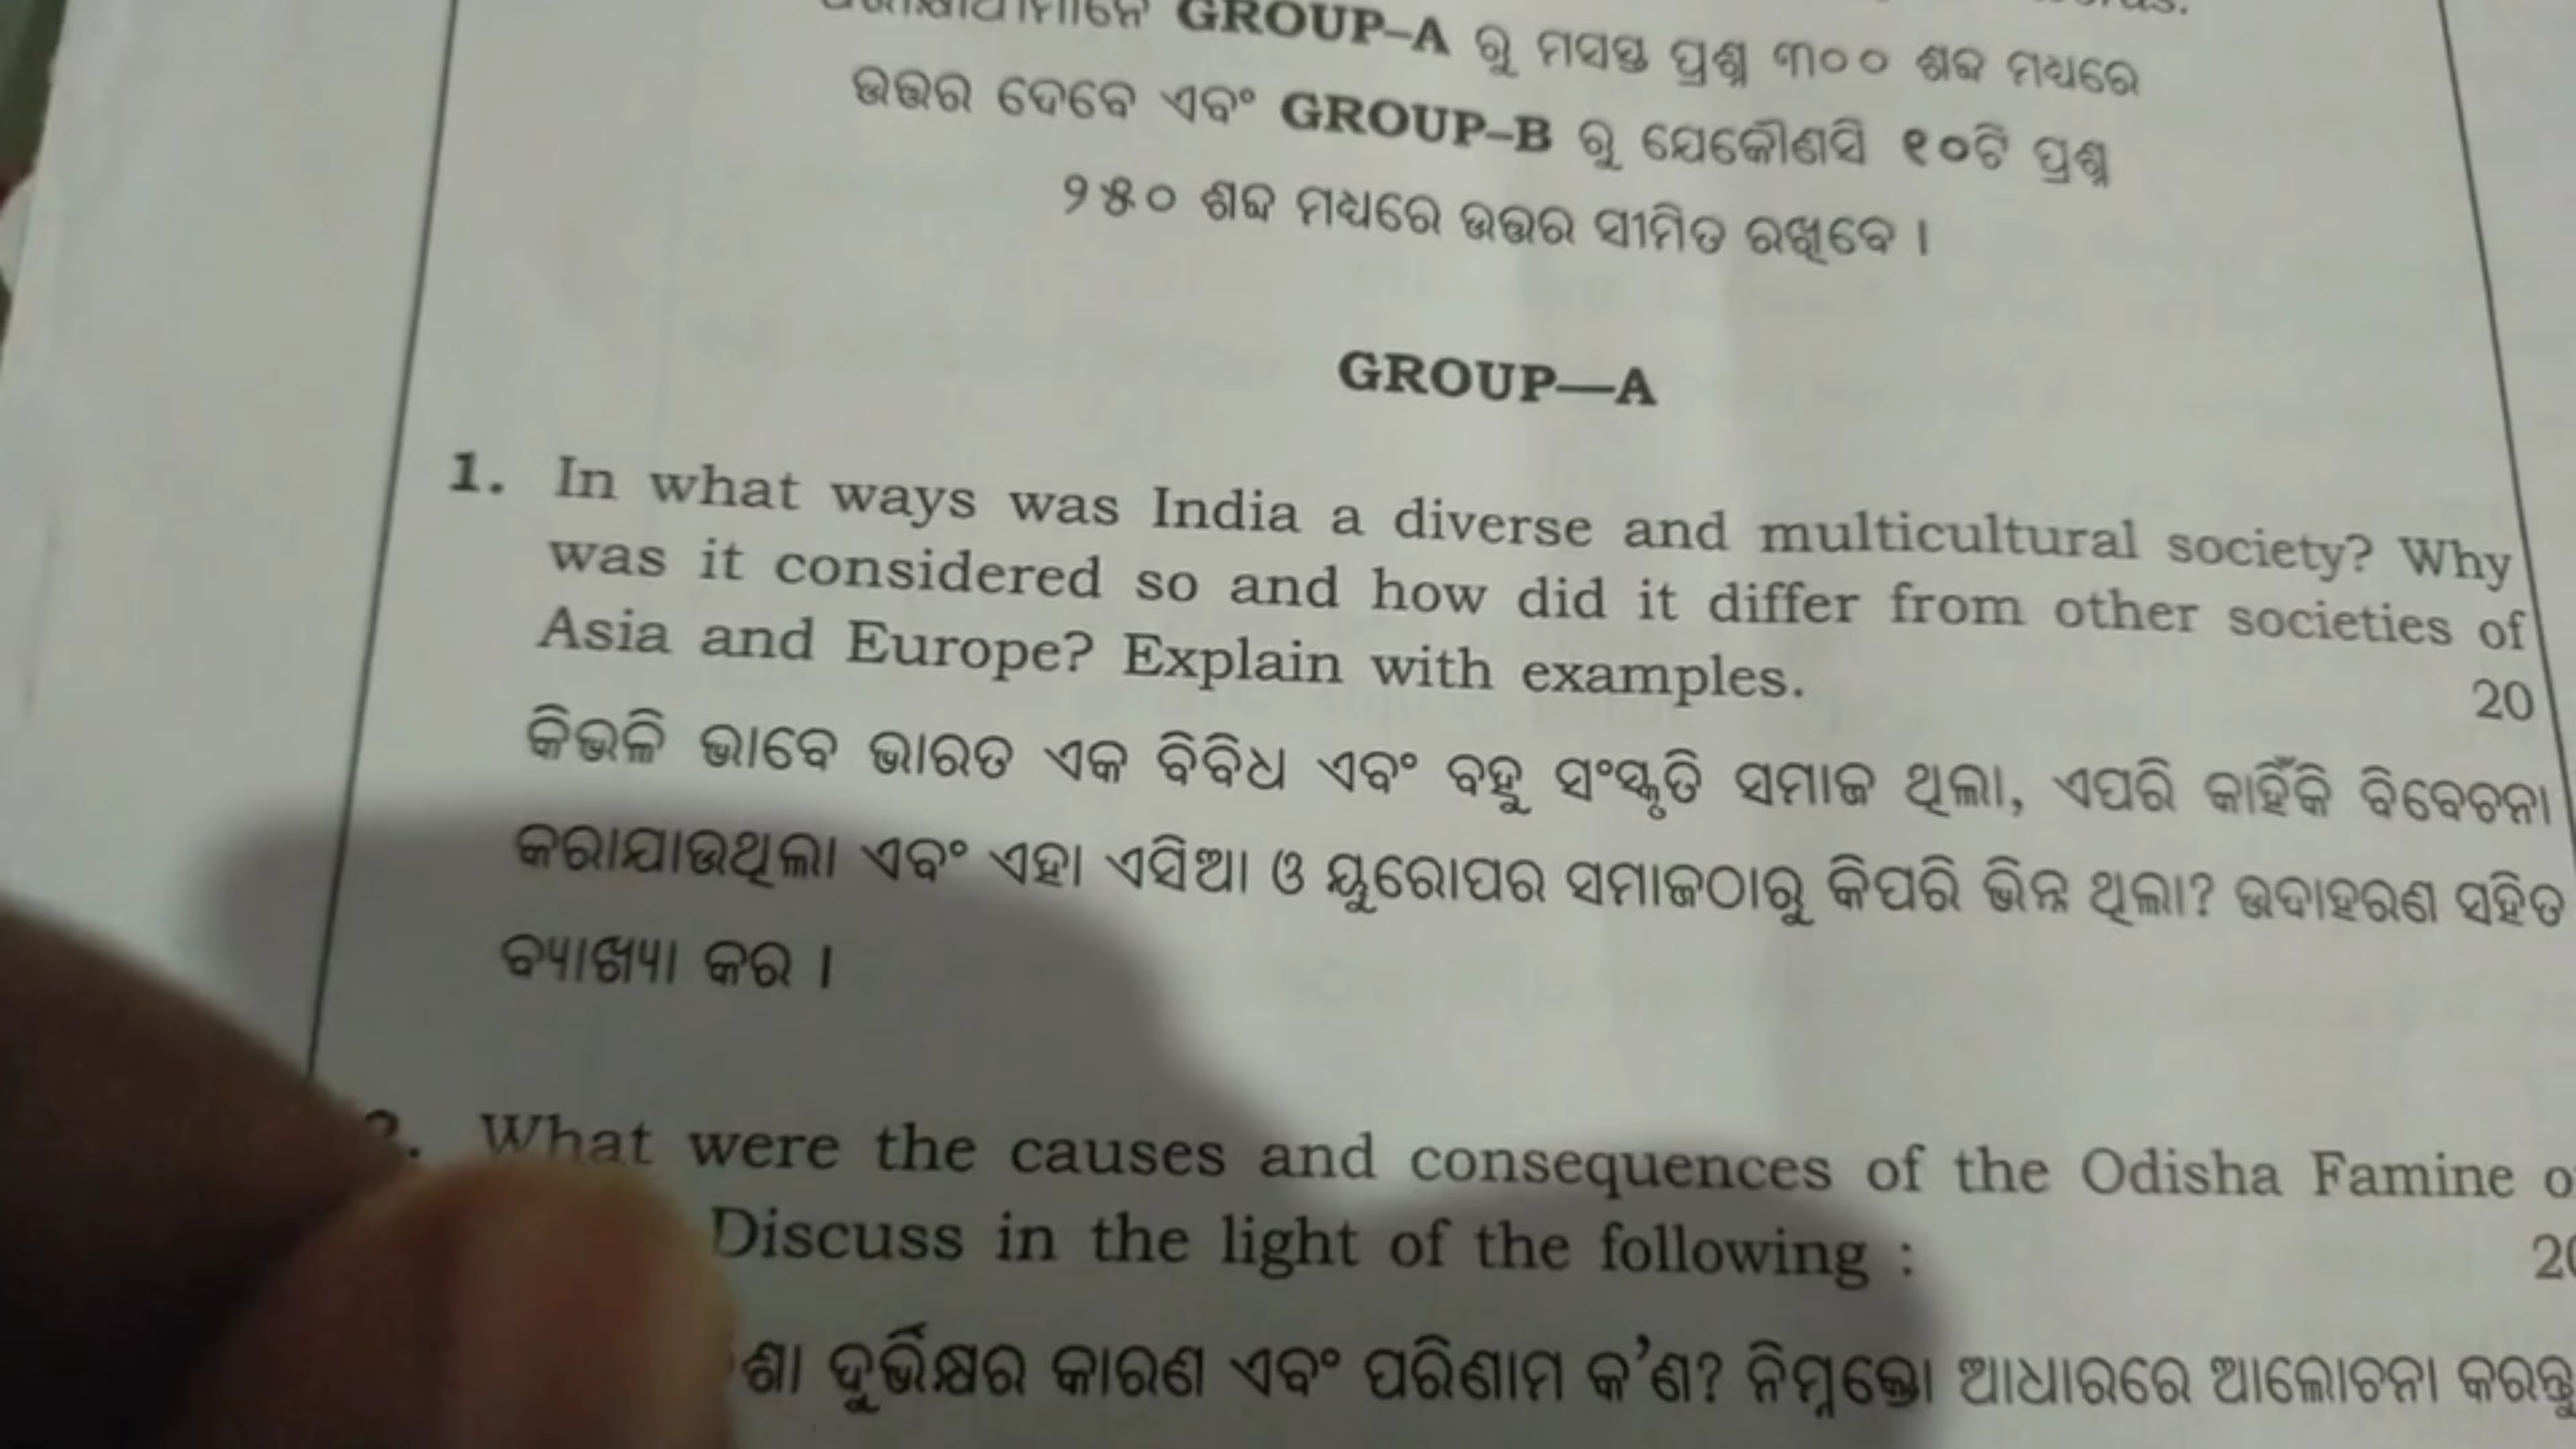 GROUP–A ରୁ ମସସ୍ତ ପ୍ରଶ୍ନ ୩୦୦ ଶବ୍ଦ ମଧ୍ୟରେ
ଉତ୍ତର ଦେବେ ଏବଂ GROUP–B ରୁ ଯେକୌଣସି ୧୦ଟି ପ୍ରଶ୍ନ
୨୫୦ ଶବ୍ଦ ମଧ୍ୟରେ ଉତ୍ତର ସୀମିତ ରଖିବେ ।
GROUP—A
1. In what ways was India a diverse and multicultural society? Why
was it considered so and how did it differ from other societies of
Asia and Europe? Explain with examples.
20
କିଭଳି ଭାବେ ଭାରତ ଏକ ବିବିଧ ଏବଂ ବହୁ ସଂସ୍କୃତି ସମାଜ ଥିଲା, ଏପରି କାହିଁକି ବିବେଚନା
କରାଯାଉଥିଲା ଏବଂ ଏହା ଏସିଆ ଓ ୟୁରୋପର ସମାଜଠାରୁ କିପରି ଭିନ୍ନ ଥିଲା? ଉଦାହରଣ ସହିତ
ବ୍ୟାଖ୍ୟା କର ।
What were the causes and consequences of the Odisha Famine
Discuss in the light of the following :
ଦୁର୍ଭିକ୍ଷର କାରଣ ଏବଂ ପରିଣାମ କ'ଣ? ନିମ୍ନକ୍ତୋ ଆଧାରରେ ଆଲୋଚନା